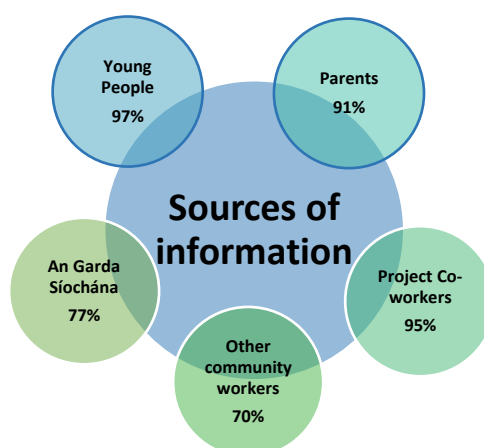 Young
People
97%
Parents
91%
Sources of
information
An Garda
Síochána
77%
Project Co-
workers
95%
Other
community
workers
70%